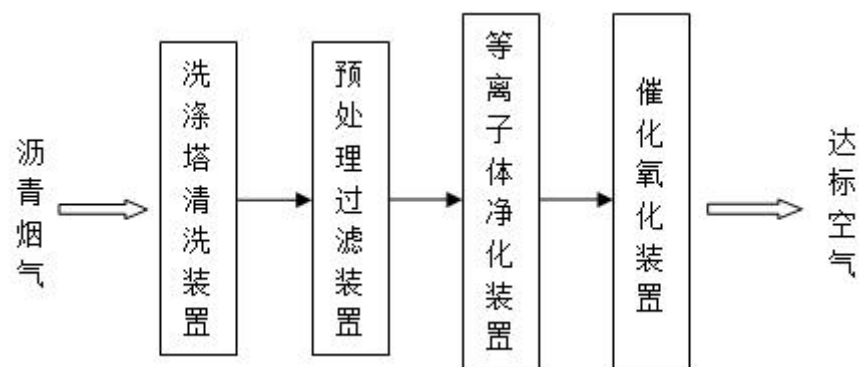 沥青烟气
洗涤塔清洗装置
预处理过滤装置
等离子体净化装置
催化氧化装置
达标空气